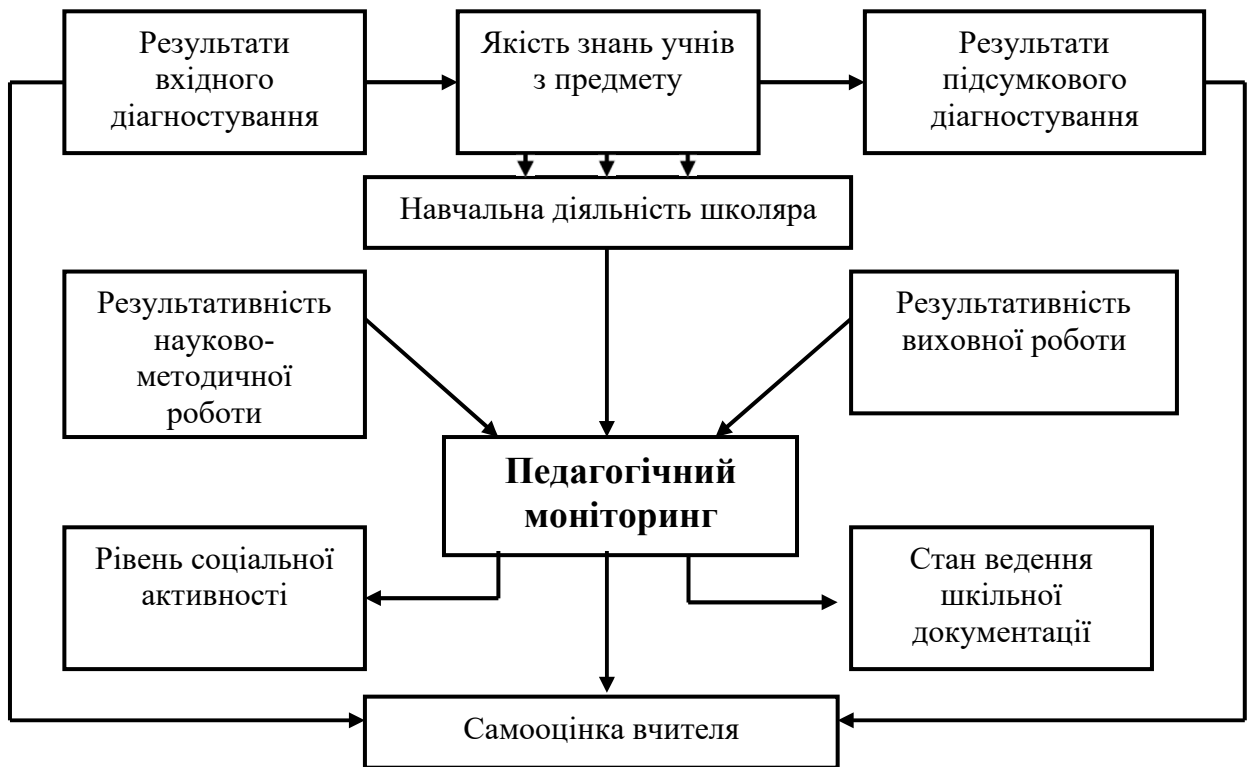 Результати
вхідного
діагностування
Якість знань учнів
з предмету
Результати
підсумкового
діагностування
Навчальна діяльність школяра
Результативність
науково-
методичної
роботи
Результативність
виховної роботи
Педагогічний
моніторинг
Рівень соціальної
активності
Стан ведення
шкільної
документації
Самооцінка вчителя